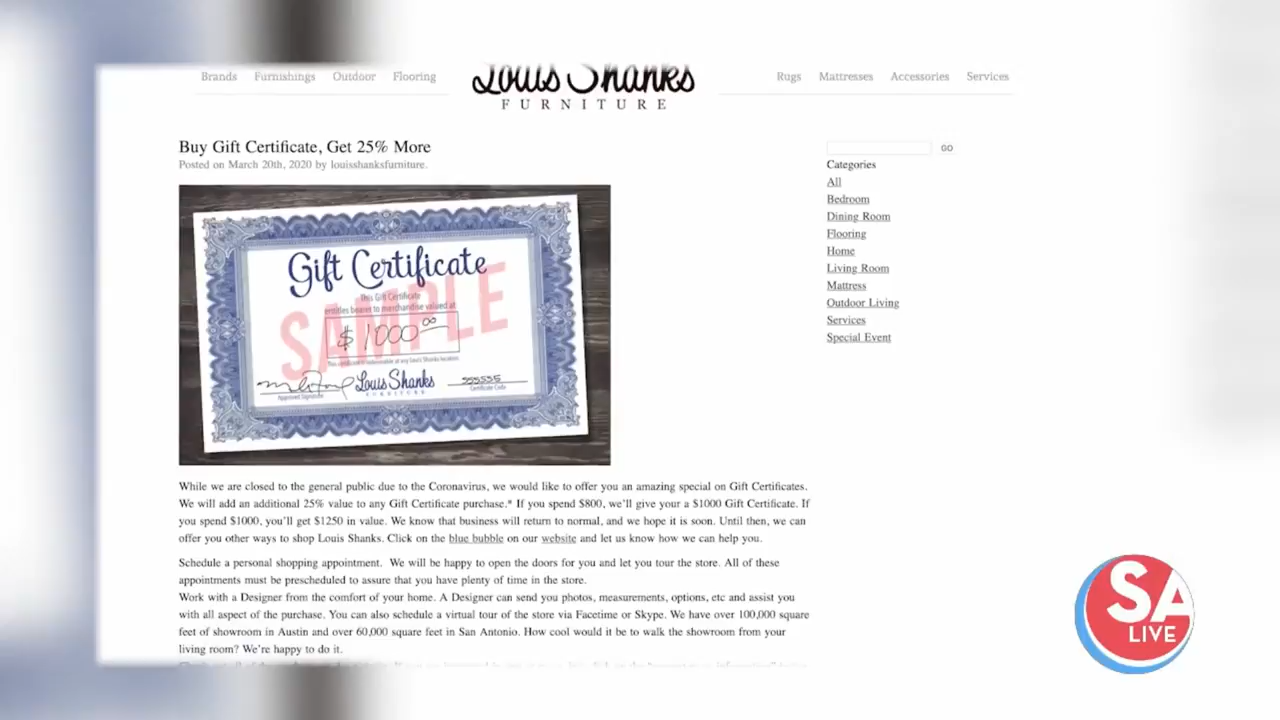 Louis Shanks
FURNITURE
Brands Furnishings Outdoor Flooring
Rugs Mattresses Accessories Services
Buy Gift Certificate, Get 25% More
Posted on March 20th, 2020 by louisshanksfurniture.
Gift Certificate
This Gift Certificate
entitles bearer to merchandise valued at
SAMPLE
$1000.00
This certificate is redeemable at any Louis Shanks location.
Approved Signature
Louis Shanks
FURNITURE
555555
Certificate Code
While we are closed to the general public due to the Coronavirus, we would like to offer you an amazing special on Gift Certificates.
We will add an additional 25% value to any Gift Certificate purchase.* If you spend $800, we'll give your a $1000 Gift Certificate. If
you spend $1000, you'll get $1250 in value. We know that business will return to normal, and we hope it is soon. Until then, we can
offer you other ways to shop Louis Shanks. Click on the blue bubble on our website and let us know how we can help you.
Schedule a personal shopping appointment. We will be happy to open the doors for you and let you tour the store. All of these
appointments must be prescheduled to assure that you have plenty of time in the store.
Work with a Designer from the comfort of your home. A Designer can send you photos, measurements, options, etc and assist you
with all aspect of the purchase. You can also schedule a virtual tour of the store via Facetime or Skype. We have over 100,000 square
feet of showroom in Austin and over 60,000 square feet in San Antonio. How cool would it be to walk the showroom from your
living room? We're happy to do it.
GO
Categories
All
Bedroom
Dining Room
Flooring
Home
Living Room
Mattress
Outdoor Living
Services
Special Event
SA
LIVE